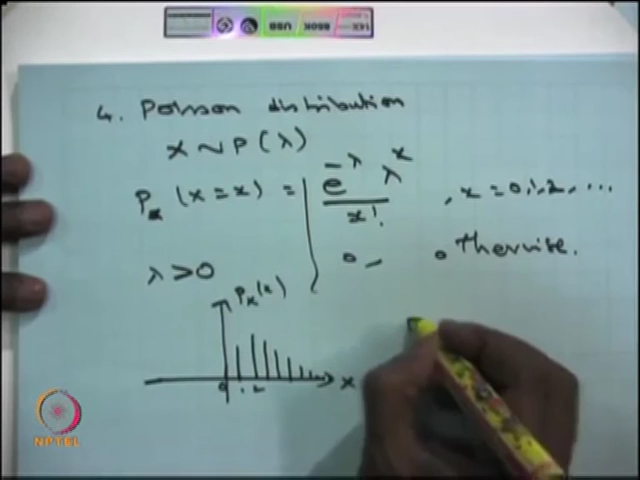 4. Poisson distribution
X ~ P(λ)
Pₓ(X=x) = e^-λ λ^x / x! , x = 0,1,2,...
0 , otherwise.
λ > 0
Pₓ(x)
0 1 2 x
NPTEL